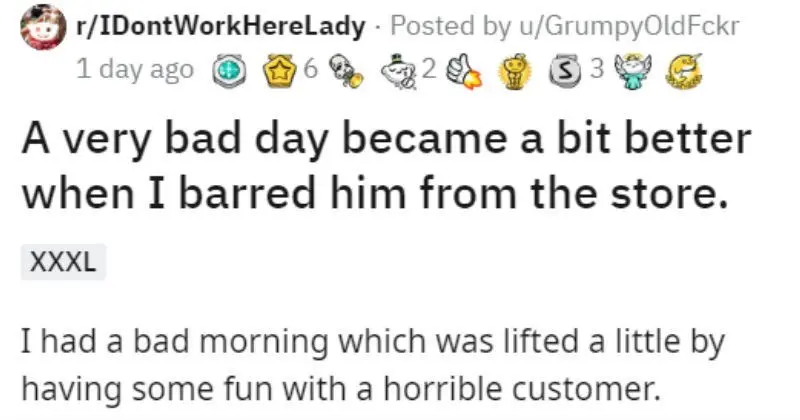 r/IDontWorkHereLady · Posted by u/GrumpyOldFckr
1 day ago 6 2 S 3
A very bad day became a bit better
when I barred him from the store.
XXXL
I had a bad morning which was lifted a little by
having some fun with a horrible customer.